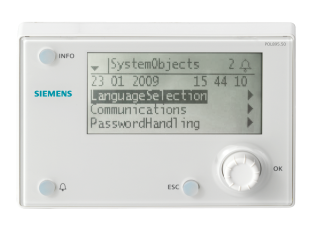 INFO
SystemObjects 2
23 01 2009 15 44 10
LanguageSelection
Communications
PasswordHandling
SIEMENS
OK
ESC